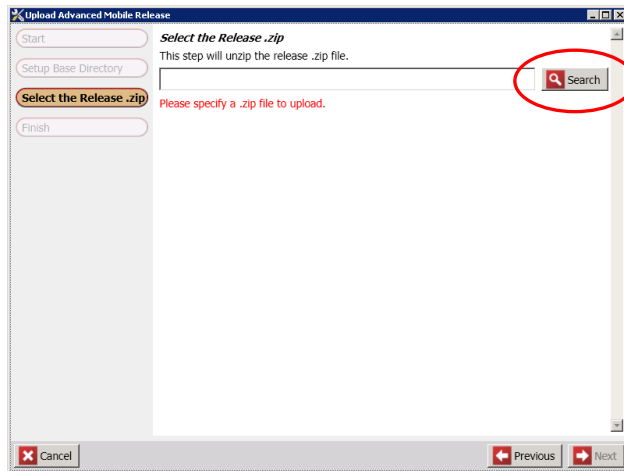 Upload Advanced Mobile Release
Start
Setup Base Directory
Select the Release .zip
Finish
Select the Release .zip
This step will unzip the release .zip file.
Search
Please specify a .zip file to upload.
Cancel
Previous
Next